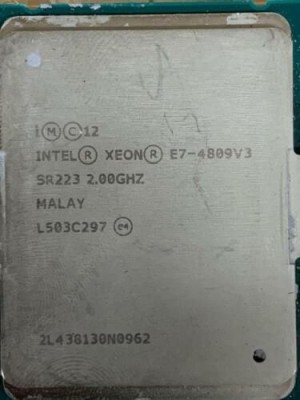 i Ⓜ Ⓒ 12
INTEL® XEON® E7-4809V3
SR223 2.00GHZ
MALAY
L503C297 e4
2L438130N0962